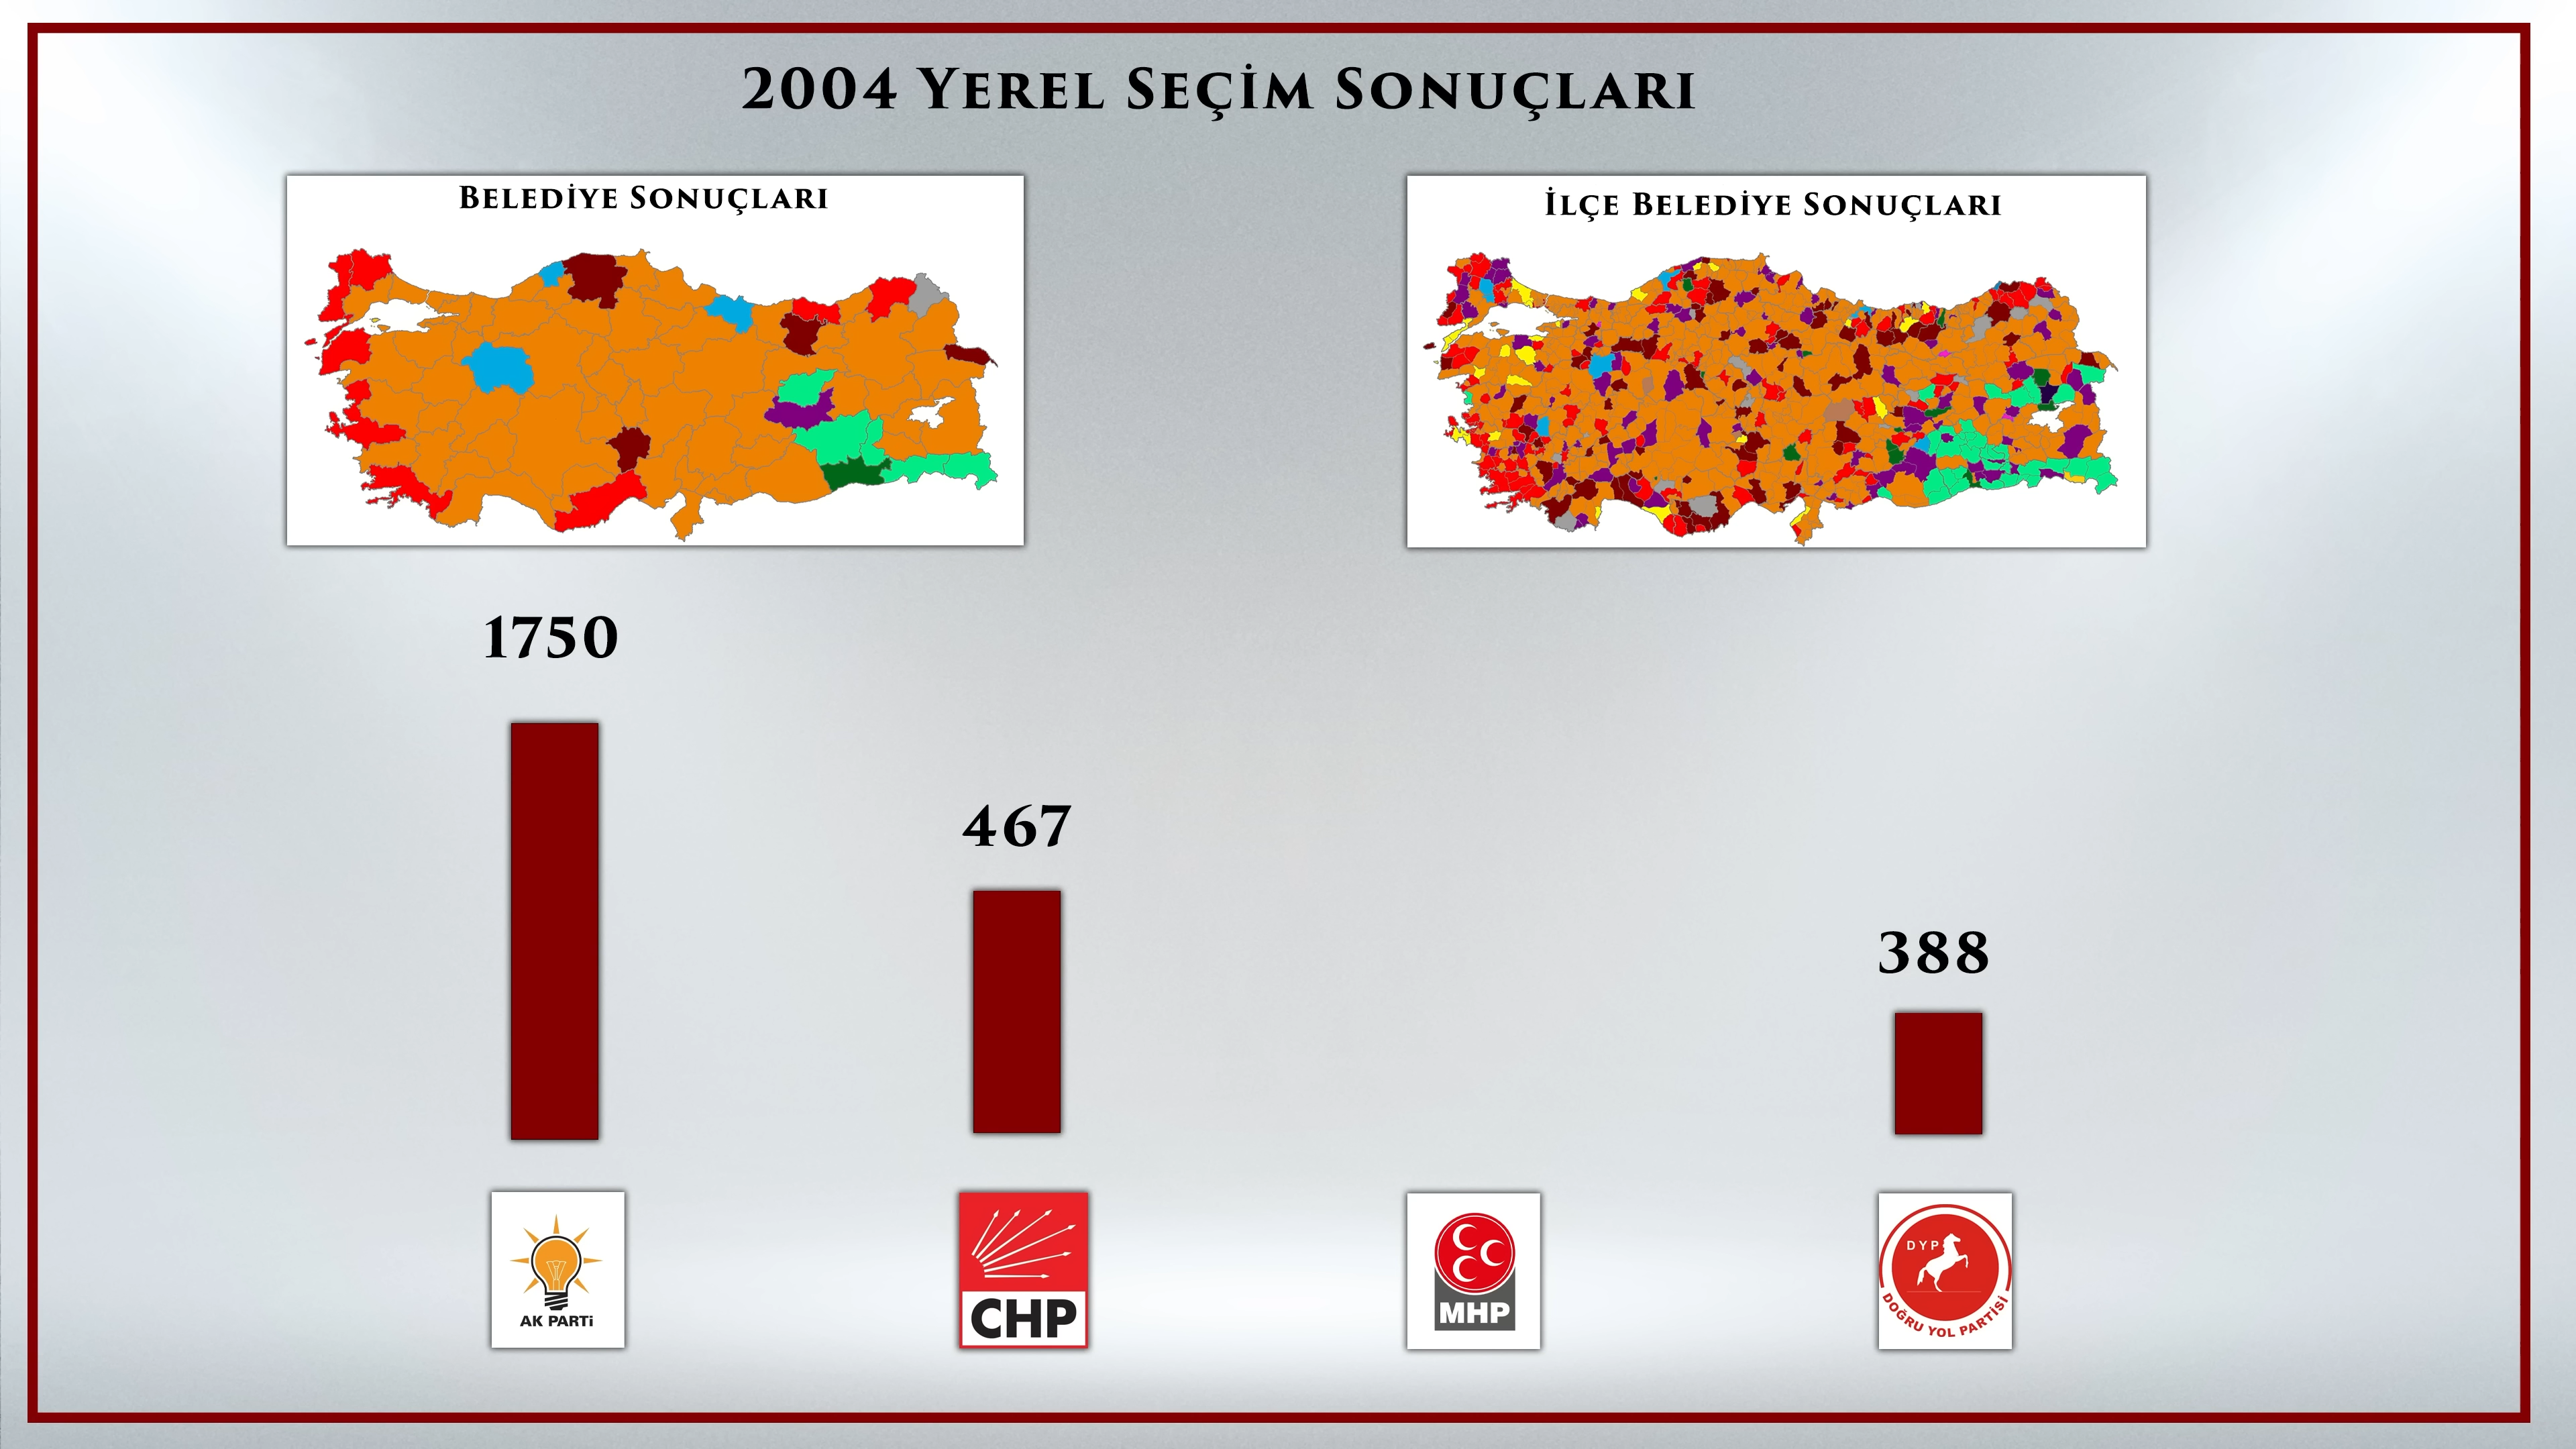 2004 Yerel Seçim Sonuçları
Belediye Sonuçları
İlçe Belediye Sonuçları
1750
467
388
AK PARTi
CHP
MHP
DYP
DOĞRU YOL PARTİSİ